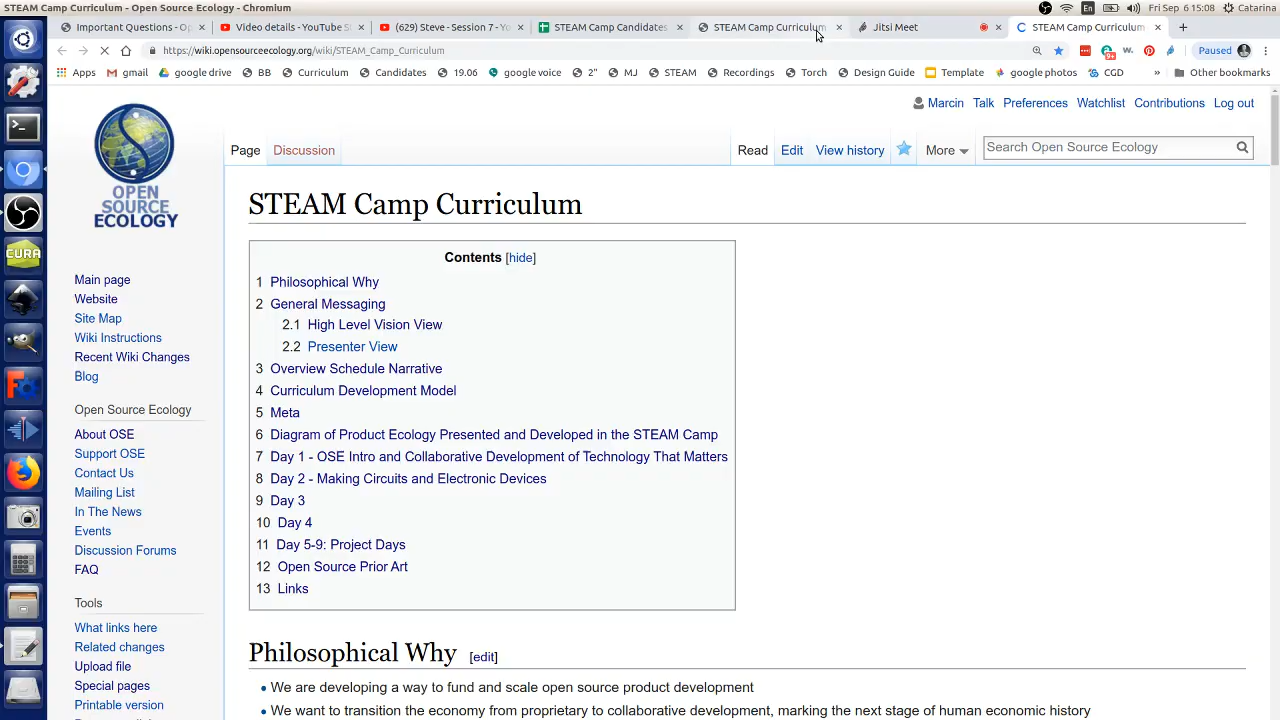 STEAM Camp Curriculum - Open Source Ecology - Chromium
En
Fri Sep 6 15:08
Catarina
Important Questions - O
Video details - YouTube S
(629) Steve - Session 7 - Yo
STEAM Camp Candidates
STEAM Camp Curriculum
Jitsi Meet
STEAM Camp Curriculum
https://wiki.opensourceecology.org/wiki/STEAM_Camp_Curriculum
9+
W.
Paused
Apps
gmail
google drive
BB
Curriculum
Candidates
19.06
google voice
2"
MJ
STEAM
Recordings
Torch
Design Guide
Template
google photos
CGD
»
Other bookmarks
Marcin
Talk
Preferences
Watchlist
Contributions
Log out
Page
Discussion
Read
Edit
View history
More
Search Open Source Ecology
OPEN
SOURCE
ECOLOGY
CURA
STEAM Camp Curriculum
Contents [hide]
1 Philosophical Why
2 General Messaging
2.1 High Level Vision View
2.2 Presenter View
3 Overview Schedule Narrative
4 Curriculum Development Model
5 Meta
6 Diagram of Product Ecology Presented and Developed in the STEAM Camp
7 Day 1 - OSE Intro and Collaborative Development of Technology That Matters
8 Day 2 - Making Circuits and Electronic Devices
9 Day 3
10 Day 4
11 Day 5-9: Project Days
12 Open Source Prior Art
13 Links
Main page
Website
Site Map
Wiki Instructions
Recent Wiki Changes
Blog
Open Source Ecology
About OSE
Support OSE
Contact Us
Mailing List
In The News
Events
Discussion Forums
FAQ
Tools
What links here
Related changes
Upload file
Special pages
Printable version
Philosophical Why [edit]
We are developing a way to fund and scale open source product development
We want to transition the economy from proprietary to collaborative development, marking the next stage of human economic history